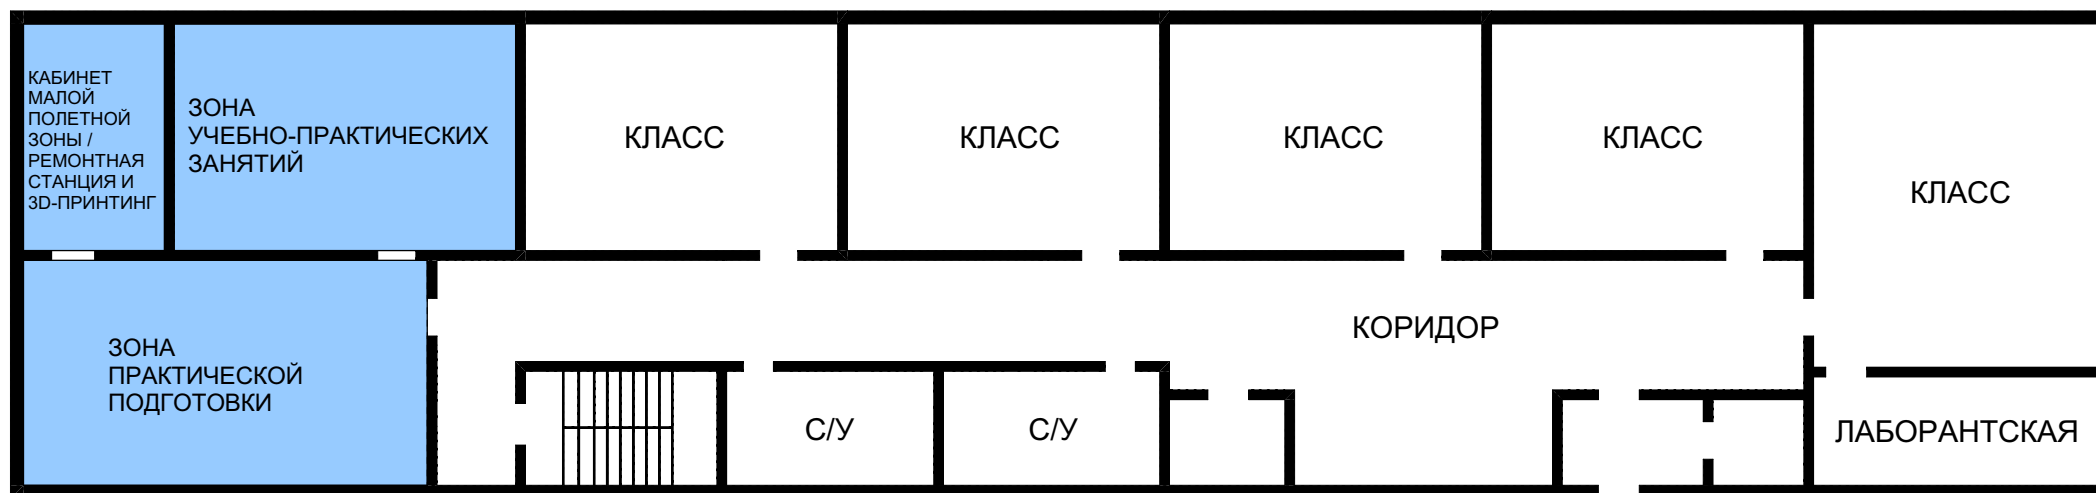 КАБИНЕТ
МАЛОЙ
ПОЛЕТНОЙ
ЗОНЫ /
РЕМОНТНАЯ
СТАНЦИЯ И
3D-ПРИНТИНГ
ЗОНА
УЧЕБНО-ПРАКТИЧЕСКИХ
ЗАНЯТИЙ
КЛАСС
КЛАСС
КЛАСС
КЛАСС
КЛАСС
КОРИДОР
ЗОНА
ПРАКТИЧЕСКОЙ
ПОДГОТОВКИ
С/У
С/У
ЛАБОРАНТСКАЯ